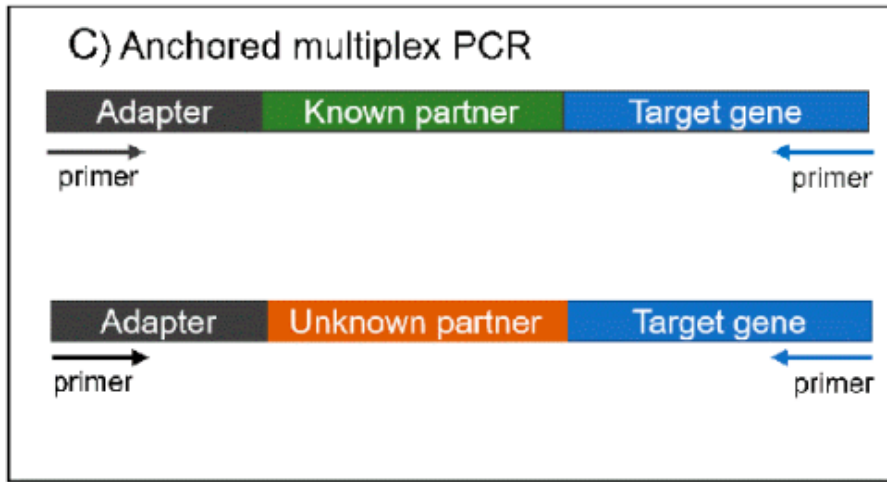 C) Anchored multiplex PCR
Adapter Known partner Target gene
primer primer
Adapter Unknown partner Target gene
primer primer